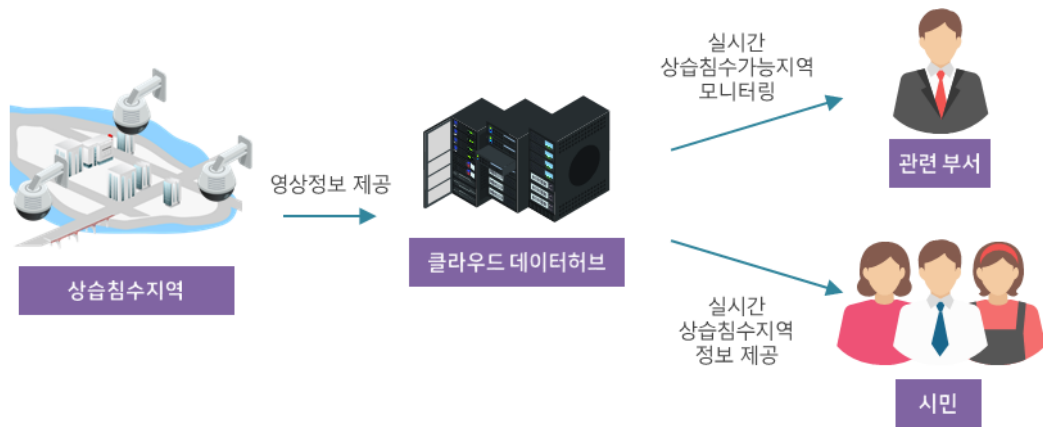 상습침수지역
영상정보 제공
클라우드 데이터허브
실시간
상습침수가능지역
모니터링
관련 부서
실시간
상습침수지역
정보 제공
시민